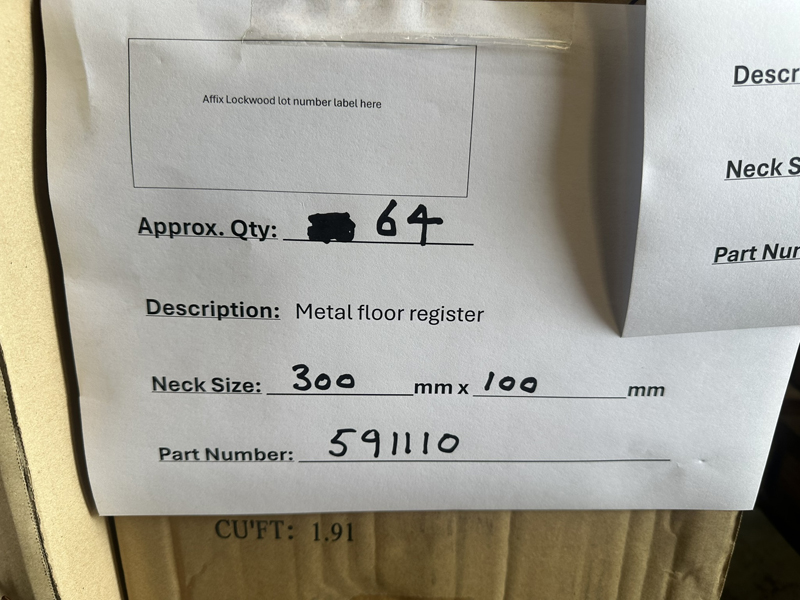 Affix Lockwood lot number label here
Approx. Qty: 64
Description: Metal floor register
Neck Size: 300 mm x 100 mm
Part Number: 591110
CU'FT: 1.91
Descr
Neck S
Part Nur